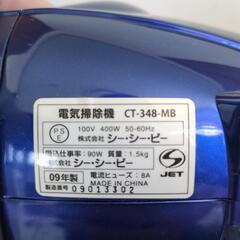 電気掃除機 CT-348-MB
PS
E
100V 400W 50-60Hz
株式会社 シー・シー・ピー
吸込仕事率:90W 質量:1.5kg
株式会社 シー・シー・ピー
09年製 電流ヒューズ:8A
MADE IN CHINA
製造番号 09013302
S
JET